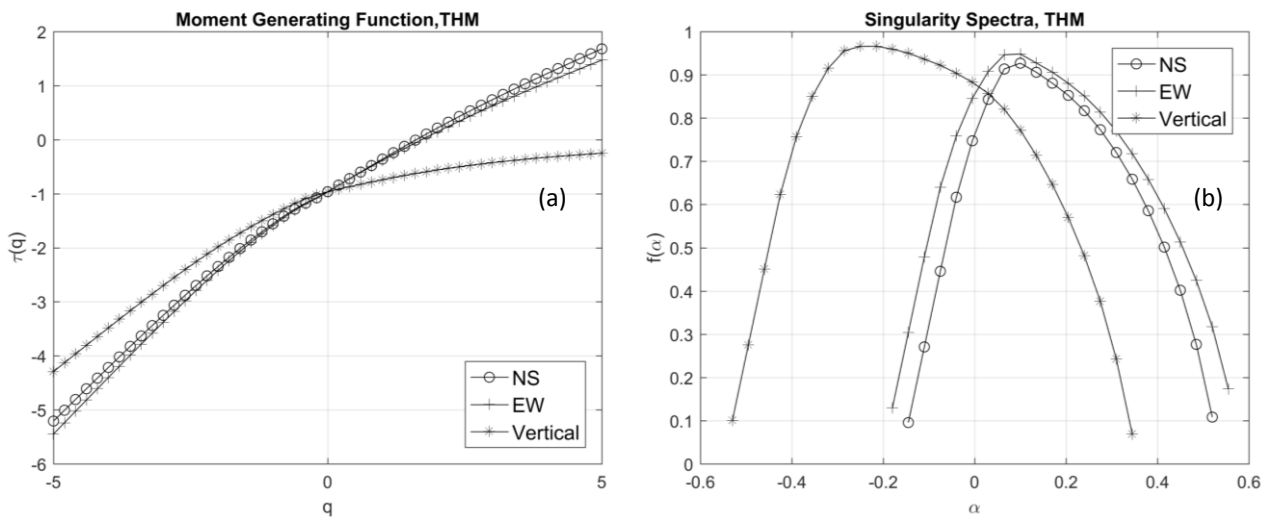 Moment Generating Function,THM
2
1
0
-1
-2
-3
-4
-5
-6
τ(q)
(a)
NS
EW
Vertical
-5
0
5
q
Singularity Spectra, THM
1
0.9
0.8
0.7
0.6
0.5
0.4
0.3
0.2
0.1
0
f(α)
NS
EW
Vertical
(b)
-0.6
-0.4
-0.2
0
0.2
0.4
0.6
α